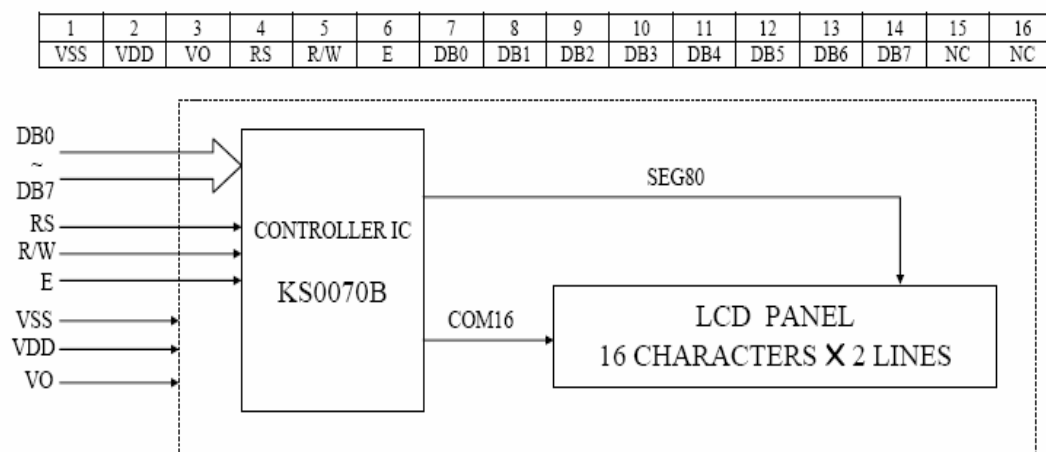 1 2 3 4 5 6 7 8 9 10 11 12 13 14 15 16
VSS VDD VO RS R/W E DB0 DB1 DB2 DB3 DB4 DB5 DB6 DB7 NC NC
DB0
~
DB7
RS
R/W
E
VSS
VDD
VO
CONTROLLER IC
KS0070B
SEG80
COM16
LCD PANEL
16 CHARACTERS X 2 LINES